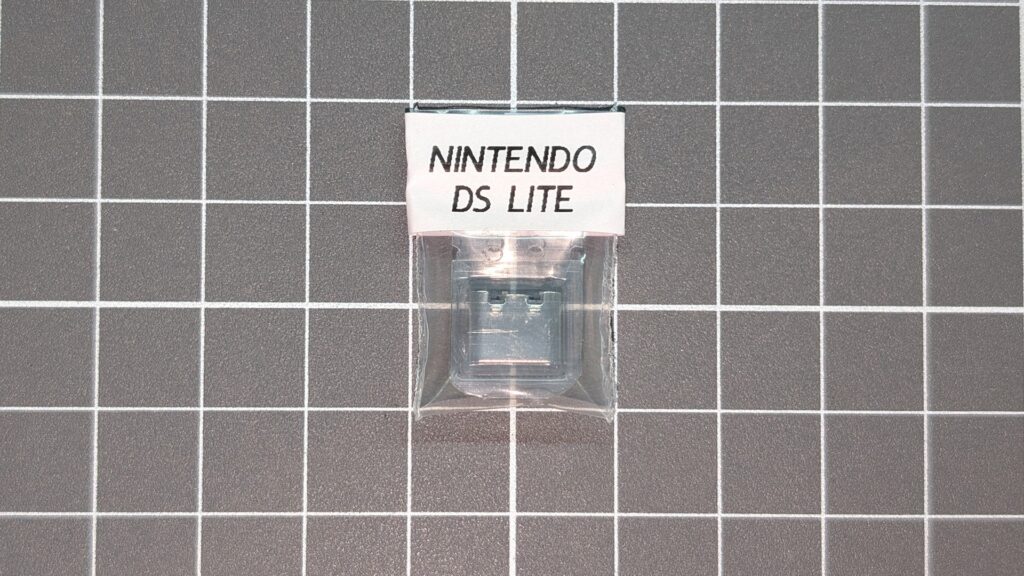 NINTENDO
DS LITE